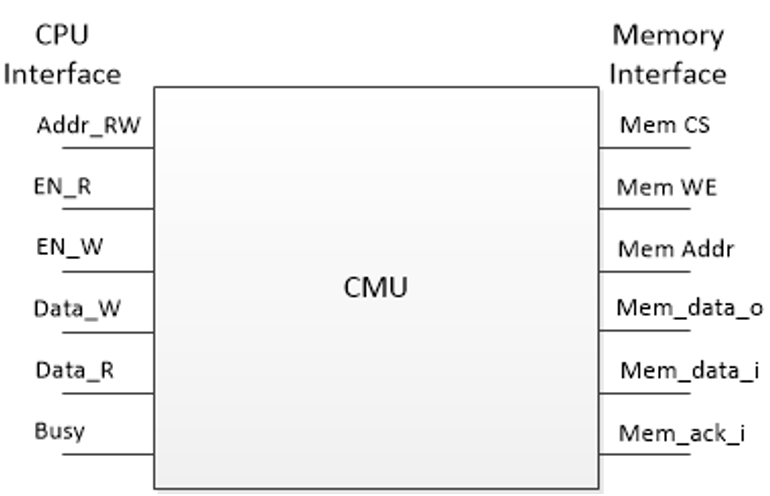 CPU
Interface
Memory
Interface
Addr_RW
EN_R
EN_W
Data_W
Data_R
Busy
CMU
Mem CS
Mem WE
Mem Addr
Mem_data_o
Mem_data_i
Mem_ack_i